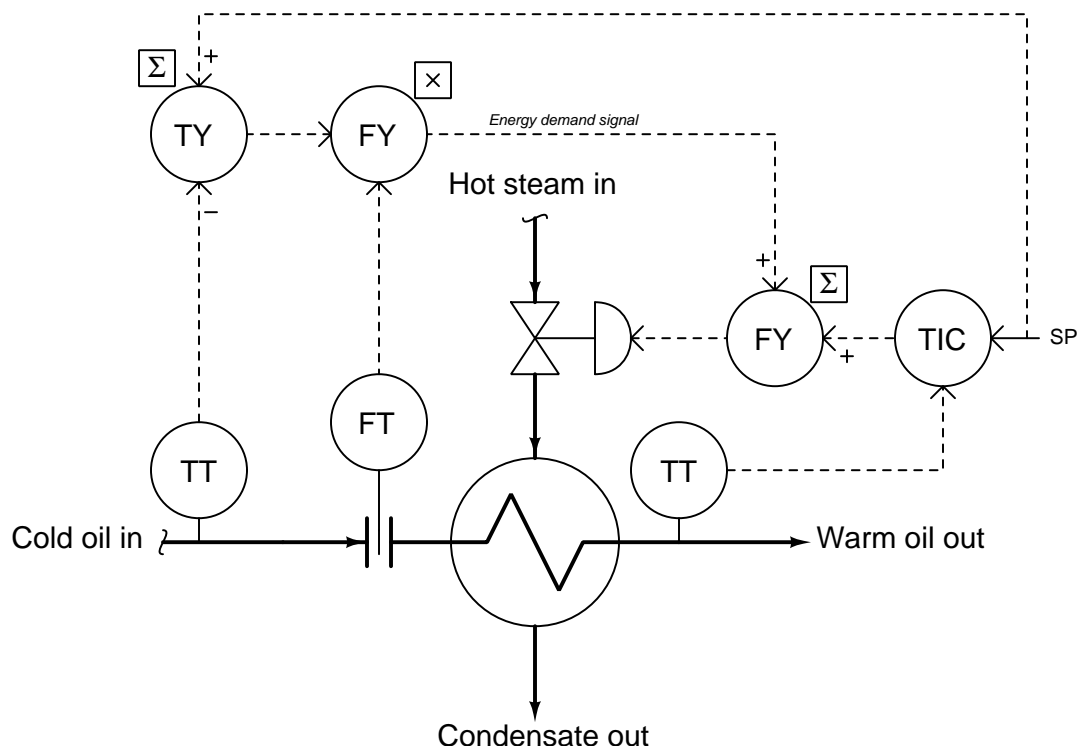 +
Σ
×
TY
FY
Energy demand signal
−
Hot steam in
+
Σ
FY
TIC
SP
+
FT
TT
TT
Cold oil in
Warm oil out
Condensate out